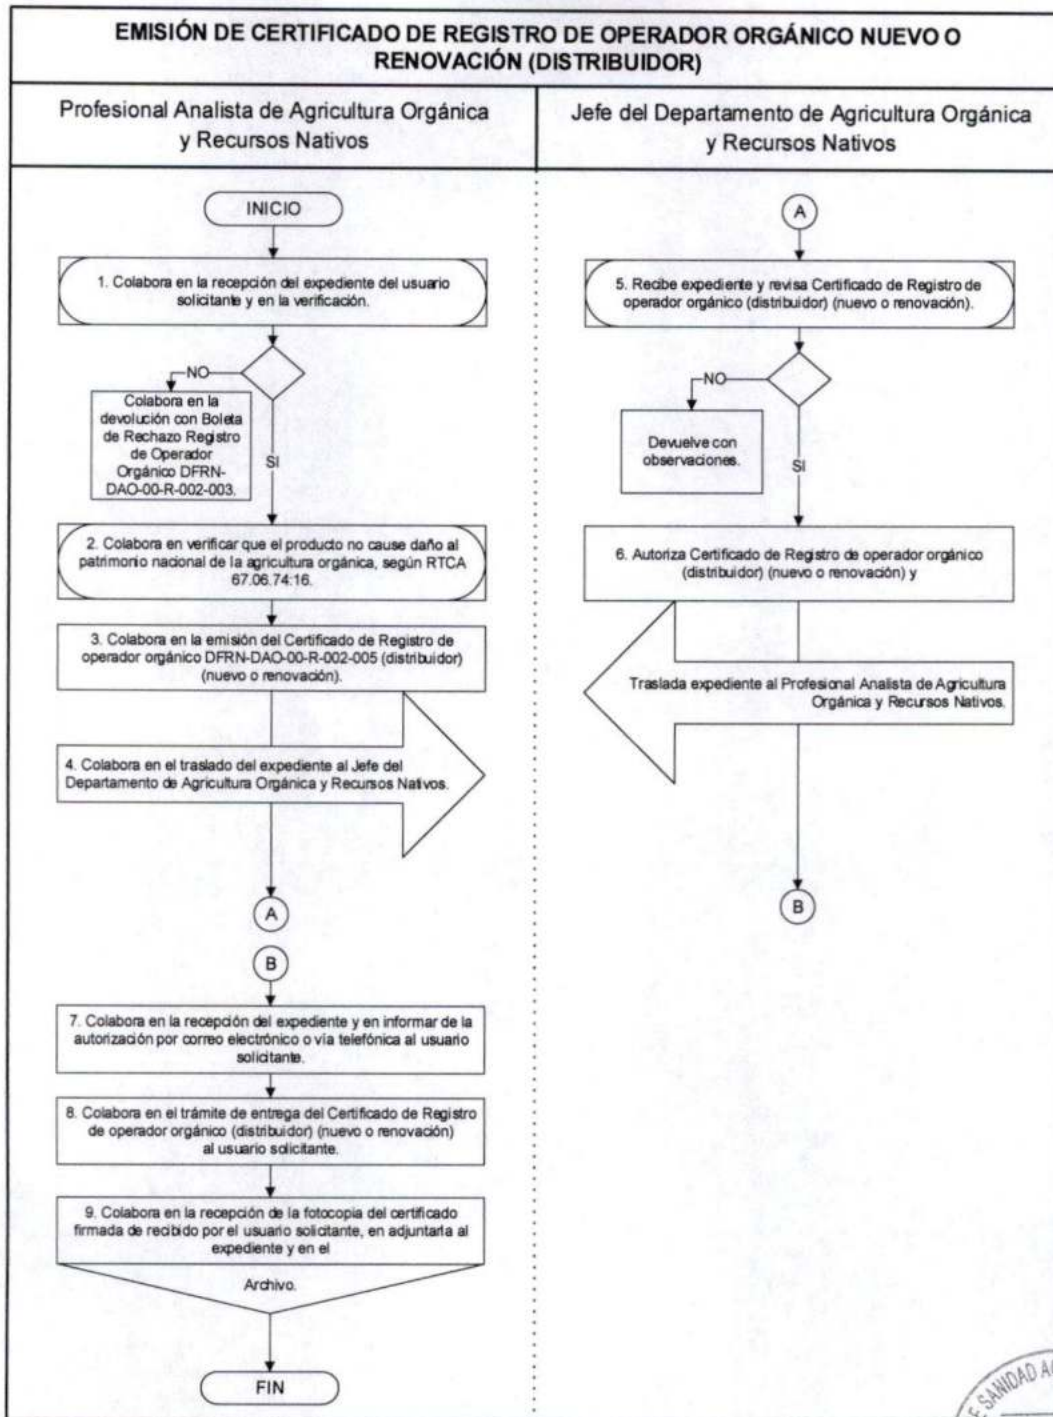 EMISIÓN DE CERTIFICADO DE REGISTRO DE OPERADOR ORGÁNICO NUEVO O
RENOVACIÓN (DISTRIBUIDOR)
Profesional Analista de Agricultura Orgánica
y Recursos Nativos
INICIO
1. Colabora en la recepción del expediente del usuario
solicitante y en la verificación.
NO
Colabora en la
devolución con Boleta
de Rechazo Registro
de Operador
Orgánico DFRN-
DAO-00-R-002-003.
SI
2. Colabora en verificar que el producto no cause daño al
patrimonio nacional de la agricultura orgánica, según RTCA
67.06.74:16.
3. Colabora en la emisión del Certificado de Registro de
operador orgánico DFRN-DAO-00-R-002-005 (distribuidor)
(nuevo o renovación).
4. Colabora en el traslado del expediente al Jefe del
Departamento de Agricultura Orgánica y Recursos Nativos.
A
B
7. Colabora en la recepción del expediente y en informar de la
autorización por correo electrónico o vía telefónica al usuario
solicitante.
8. Colabora en el trámite de entrega del Certificado de Registro
de operador orgánico (distribuidor) (nuevo o renovación)
al usuario solicitante.
9. Colabora en la recepción de la fotocopia del certificado
firmada de recibido por el usuario solicitante, en adjuntarla al
expediente y en el
Archivo.
FIN
Jefe del Departamento de Agricultura Orgánica
y Recursos Nativos
A
5. Recibe expediente y revisa Certificado de Registro de
operador orgánico (distribuidor) (nuevo o renovación).
NO
Devuelve con
observaciones.
SI
6. Autoriza Certificado de Registro de operador orgánico
(distribuidor) (nuevo o renovación) y
Traslada expediente al Profesional Analista de Agricultura
Orgánica y Recursos Nativos.
B
SANIDAD